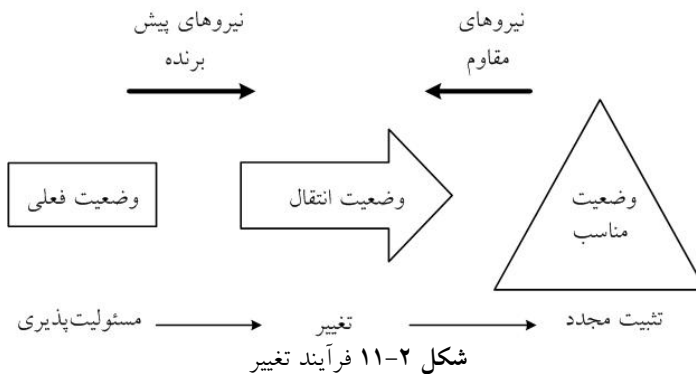 نیروهای پیش
برنده
نیروهای
مقاوم
وضعیت فعلی
وضعیت انتقال
وضعیت
مناسب
مسئولیت‌پذیری
تغییر
تثبیت مجدد
شکل ۲-۱۱ فرآیند تغییر